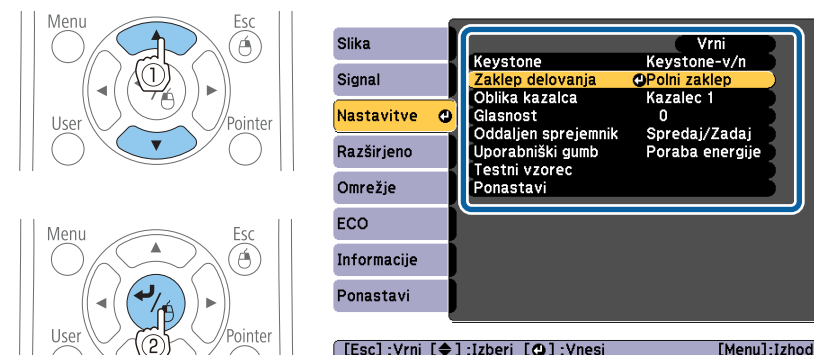 Menu
Esc
1
User
Pointer
Menu
Esc
User
2
Pointer
Slika
Signal
Nastavitve
Razširjeno
Omrežje
ECO
Informacije
Ponastavi
Vrni
Keystone Keystone-v/n
Zaklep delovanja Polni zaklep
Oblika kazalca Kazalec 1
Glasnost 0
Oddaljen sprejemnik Spredaj/Zadaj
Uporabniški gumb Poraba energije
Testni vzorec
Ponastavi
[Esc] :Vrni [◆] :Izberi [↵] :Vnesi [Menu]:Izhod